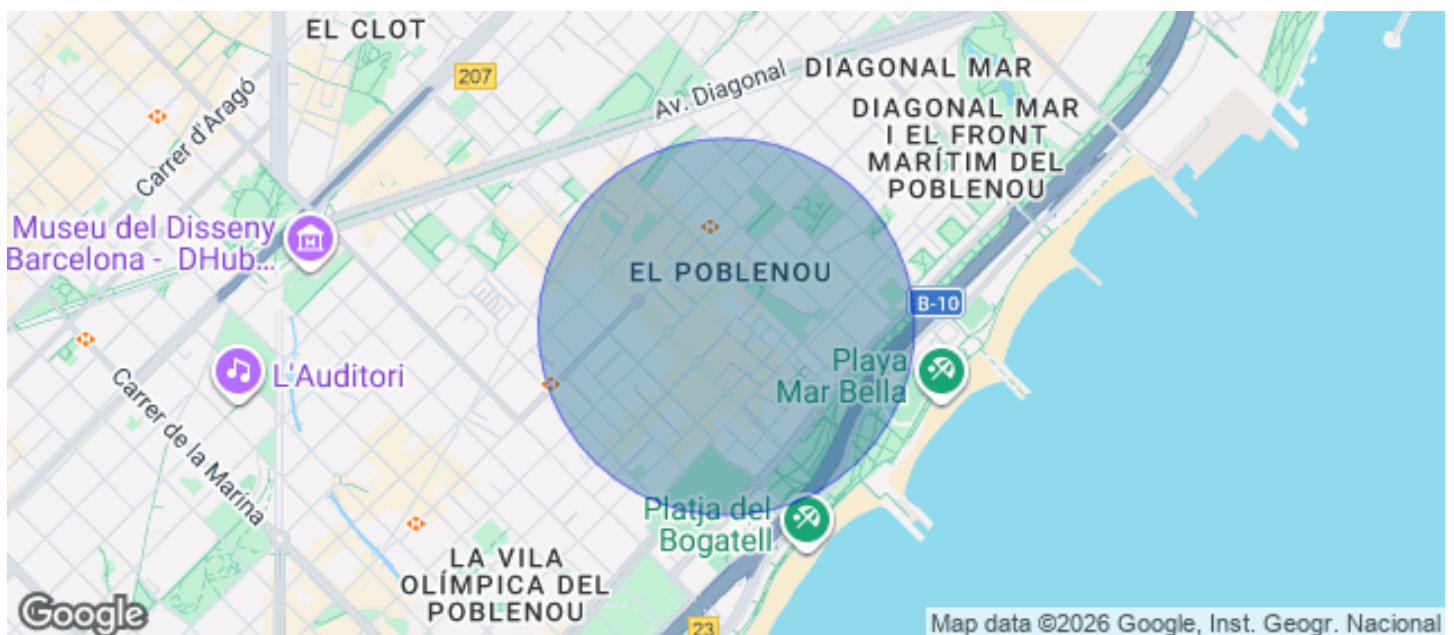 EL CLOT
207
Av. Diagonal
DIAGONAL MAR
DIAGONAL MAR
I EL FRONT
MARÍTIM DEL
POBLENOU
Carrer d'Aragó
Museu del Disseny
Barcelona - DHub...
EL POBLENOU
B-10
L'Auditori
Playa
Mar Bella
Carrer de la Marina
Platja del
Bogatell
LA VILA
OLÍMPICA DEL
POBLENOU
23
Google
Map data ©2026 Google, Inst. Geogr. Nacional